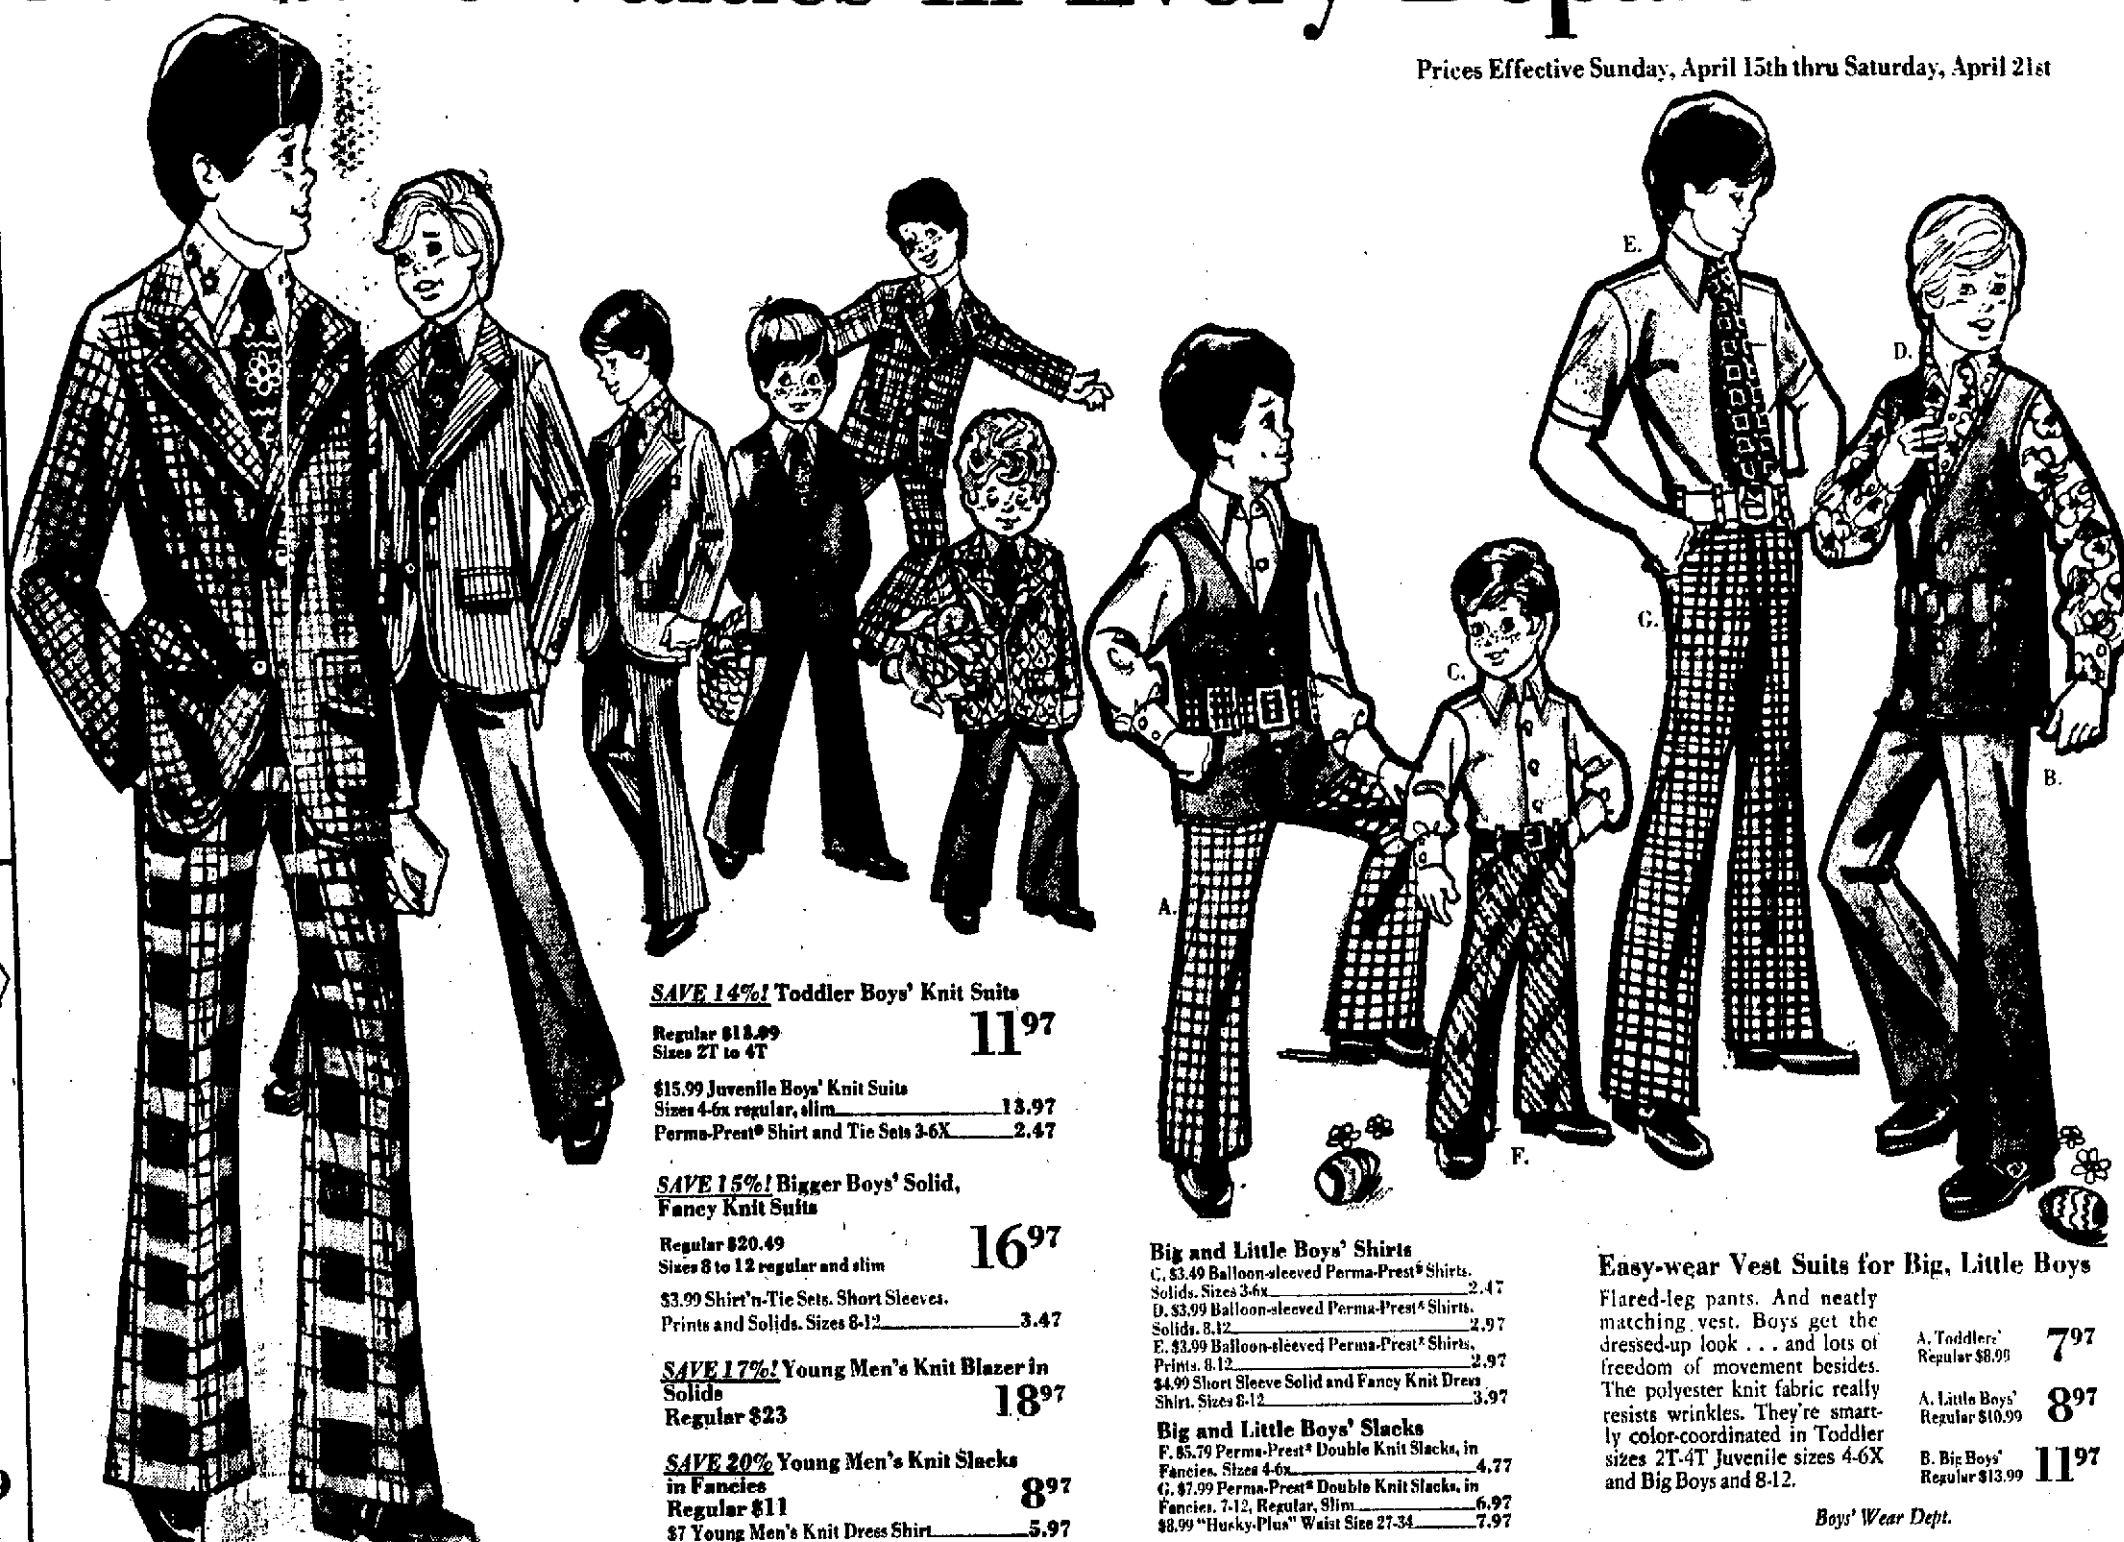 Values in Every
Prices Effective Sunday, April 15th thru Saturday, April 21st
E.
D.
G.
C.
B.
A.
F.
SAVE 14%! Toddler Boys' Knit Suits
Regular $13.99
Sizes 2T to 4T
11 97
$15.99 Juvenile Boys' Knit Suits
Sizes 4-6x regular, slim 13.97
Perma-Prest® Shirt and Tie Sets 3-6X 2.47
SAVE 15%! Bigger Boys' Solid,
Fancy Knit Suits
Regular $20.49
Sizes 8 to 12 regular and slim
16 97
$3.99 Shirt'n-Tie Sets. Short Sleeves.
Prints and Solids. Sizes 8-12 3.47
SAVE 17%! Young Men's Knit Blazer in
Solids
Regular $23
18 97
SAVE 20% Young Men's Knit Slacks
in Fancies
Regular $11
8 97
$7 Young Men's Knit Dress Shirt 5.97
Big and Little Boys' Shirts
C. $3.49 Balloon-sleeved Perma-Prest® Shirts.
Solids. Sizes 3-6x 2.47
D. $3.99 Balloon-sleeved Perma-Prest® Shirts.
Solids. 8-12 2.97
E. $3.99 Balloon-sleeved Perma-Prest® Shirts,
Prints. 8-12 2.97
$4.99 Short Sleeve Solid and Fancy Knit Dress
Shirt. Sizes 8-12 3.97
Big and Little Boys' Slacks
F. $5.79 Perma-Prest® Double Knit Slacks, in
Fancies. Sizes 4-6x 4.77
G. $7.99 Perma-Prest® Double Knit Slacks, in
Fancies. 7-12, Regular, Slim 6.97
$8.99 "Husky-Plus" Waist Size 27-34 7.97
Easy-wear Vest Suits for Big, Little Boys
Flared-leg pants. And neatly
matching vest. Boys get the
dressed-up look . . . and lots of
freedom of movement besides.
The polyester knit fabric really
resists wrinkles. They're smart-
ly color-coordinated in Toddler
sizes 2T-4T Juvenile sizes 4-6X
and Big Boys and 8-12.
A. Toddlers'
Regular $8.99
7 97
A. Little Boys'
Regular $10.99
8 97
B. Big Boys'
Regular $13.99
11 97
Boys' Wear Dept.